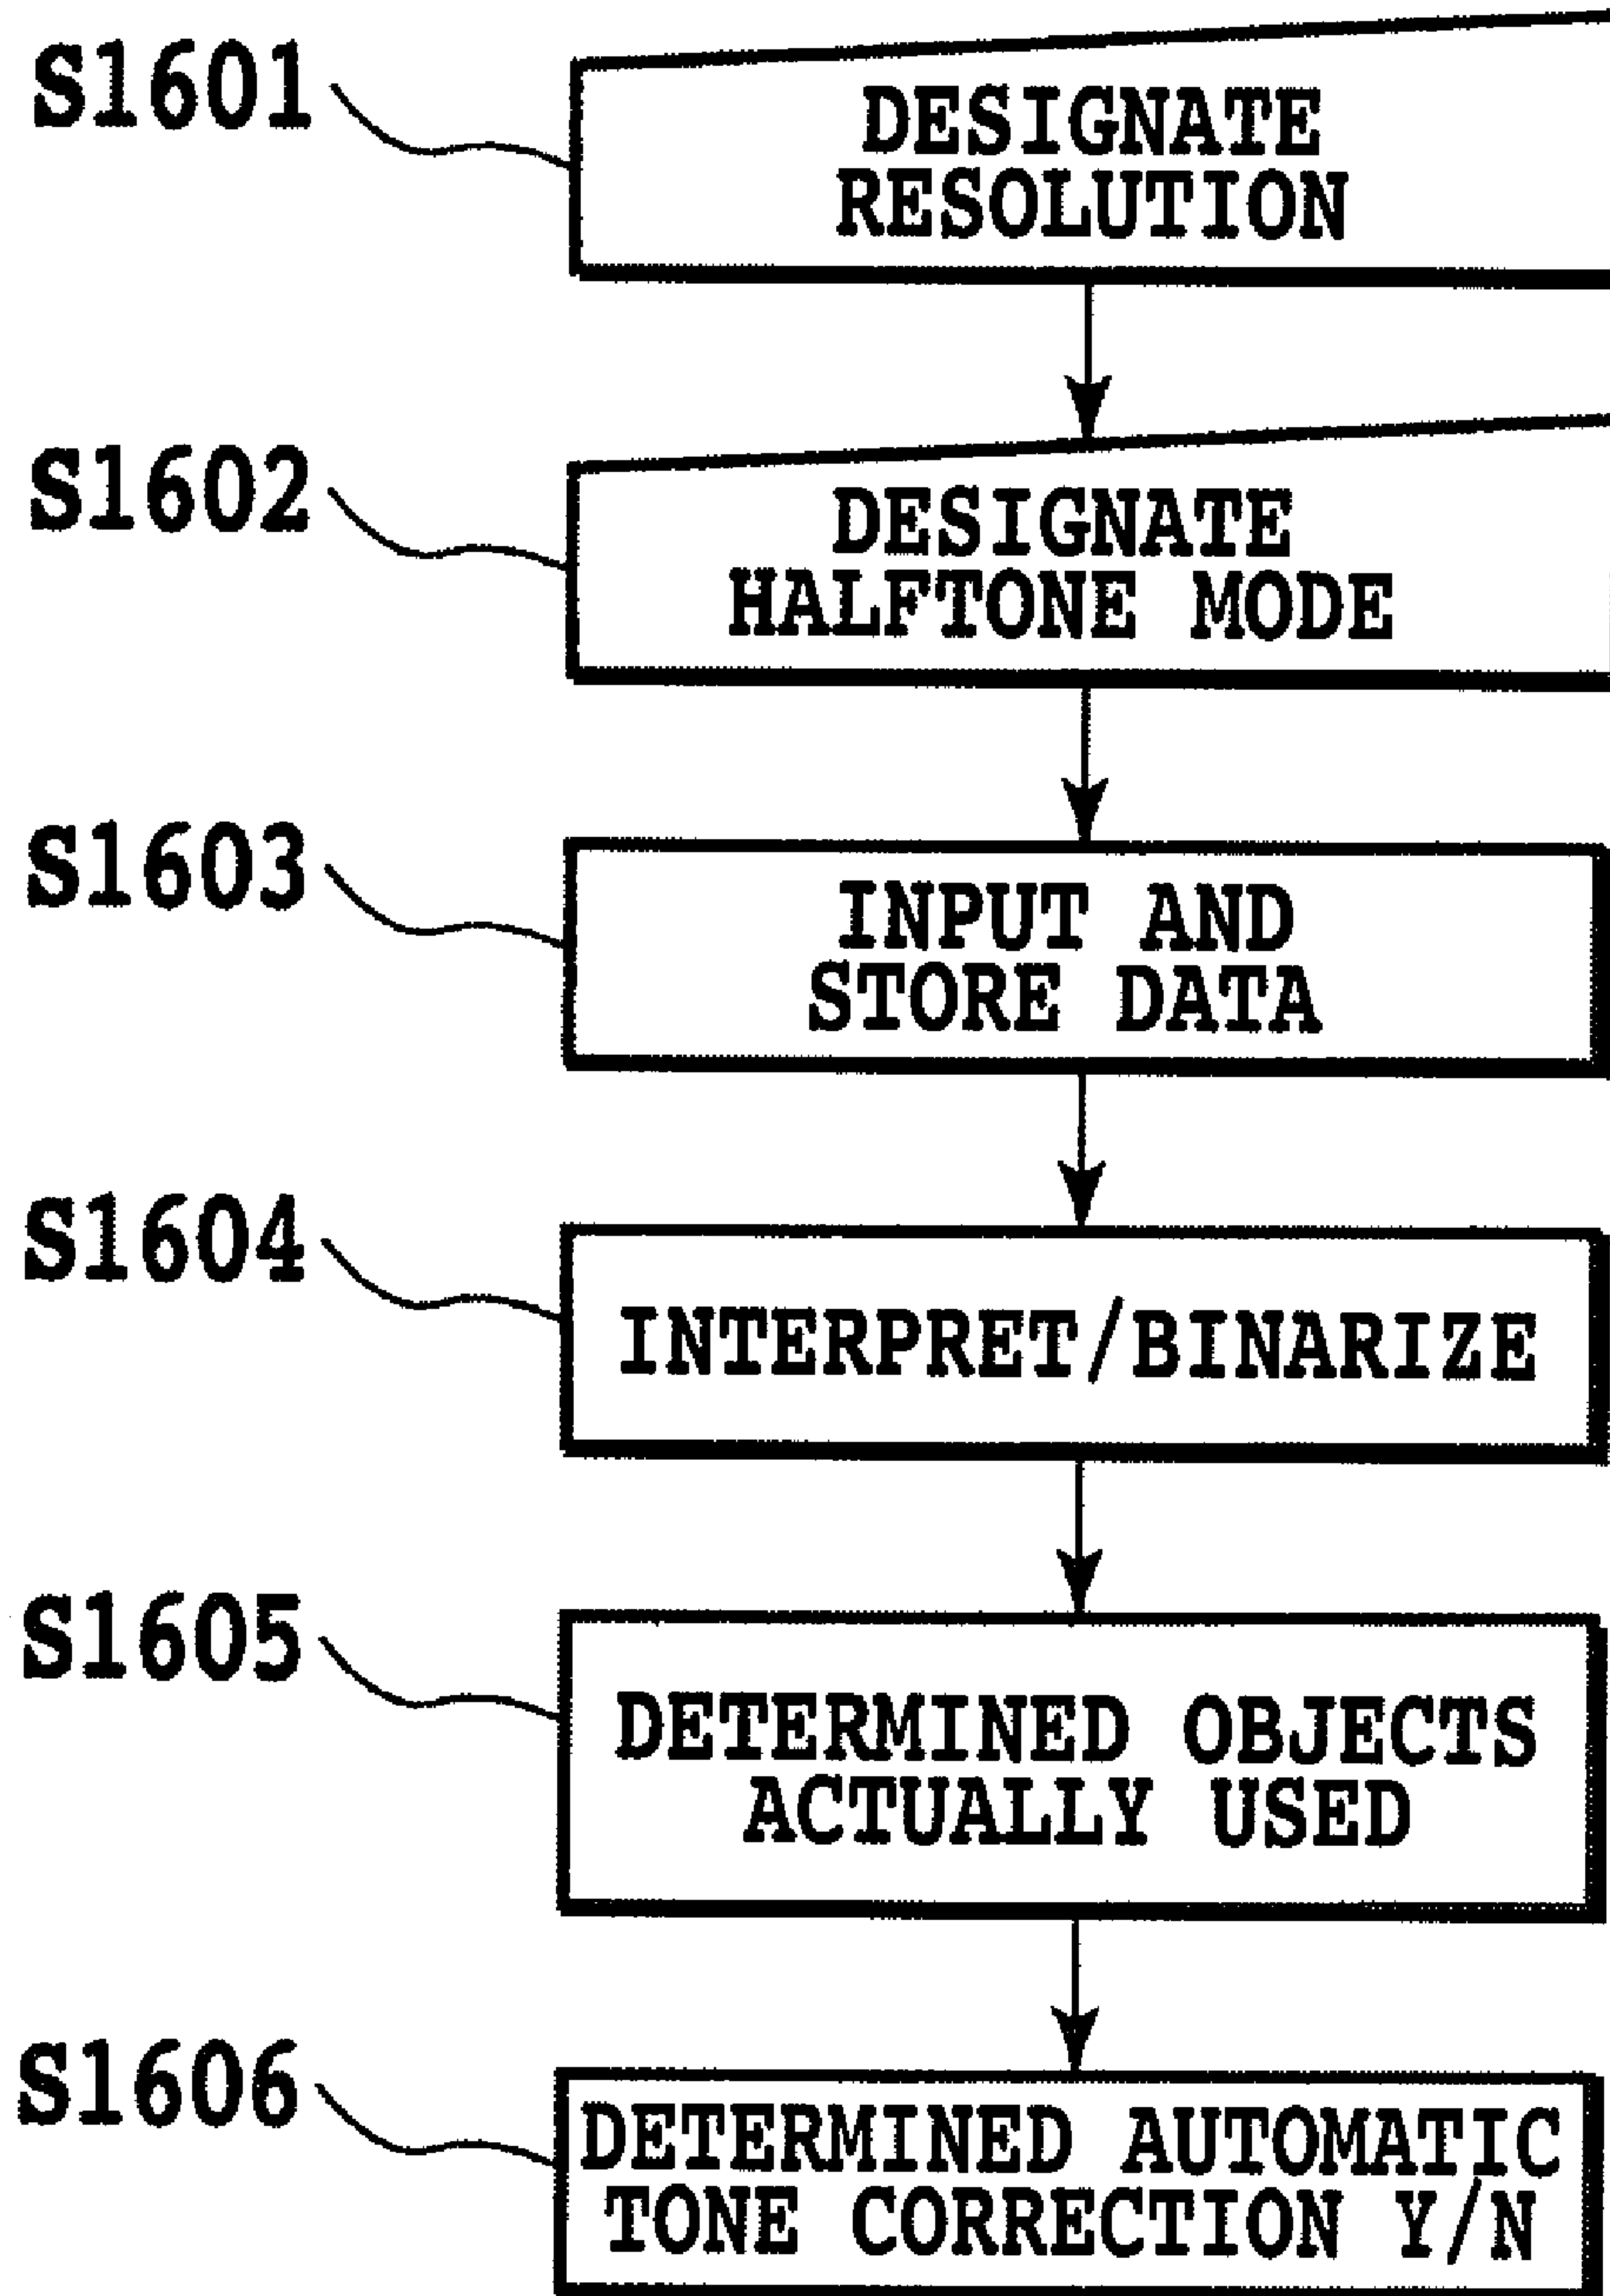 S1601
DESIGNATE
RESOLUTION
S1602
DESIGNATE
HALFTONE MODE
S1603
INPUT AND
STORE DATA
S1604
INTERPRET/BINARIZE
S1605
DETERMINED OBJECTS
ACTUALLY USED
S1606
DETERMINED AUTOMATIC
TONE CORRECTION Y/N